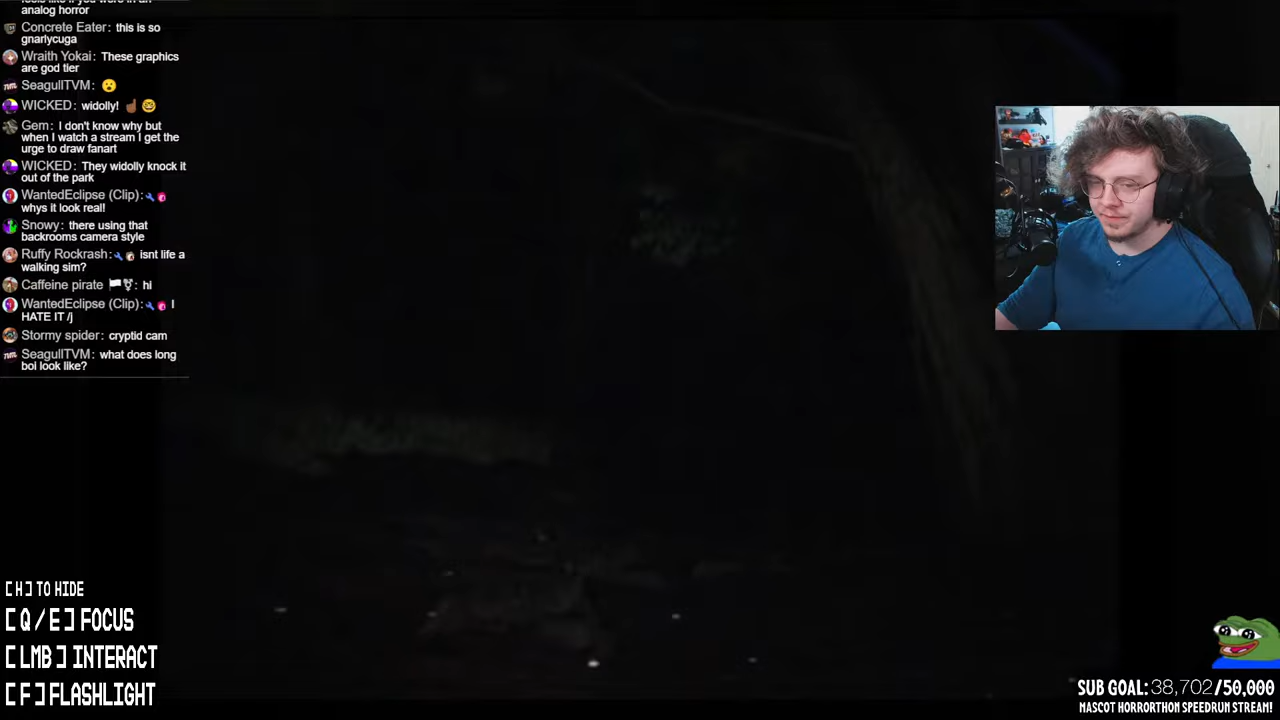 analog horror
Concrete Eater: this is so
gnarlycuga
Wraith Yokai: These graphics
are god tier
SeagullTVM: 😮
WICKED: widolly! ☝🏾 🤓
Gem: I don't know why but
when I watch a stream I get the
urge to draw fanart
WICKED: They widolly knock it
out of the park
WantedEclipse (Clip):
whys it look real!
Snowy: there using that
backrooms camera style
Ruffy Rockrash: isnt life a
walking sim?
Caffeine pirate 🏳⚧: hi
WantedEclipse (Clip): I
HATE IT /j
Stormy spider: cryptid cam
SeagullTVM: what does long
boi look like?
[H] TO HIDE
[Q/E] FOCUS
[LMB] INTERACT
[F] FLASHLIGHT
SUB GOAL: 38,702/50,000
MASCOT HORRORTHON SPEEDRUN STREAM!